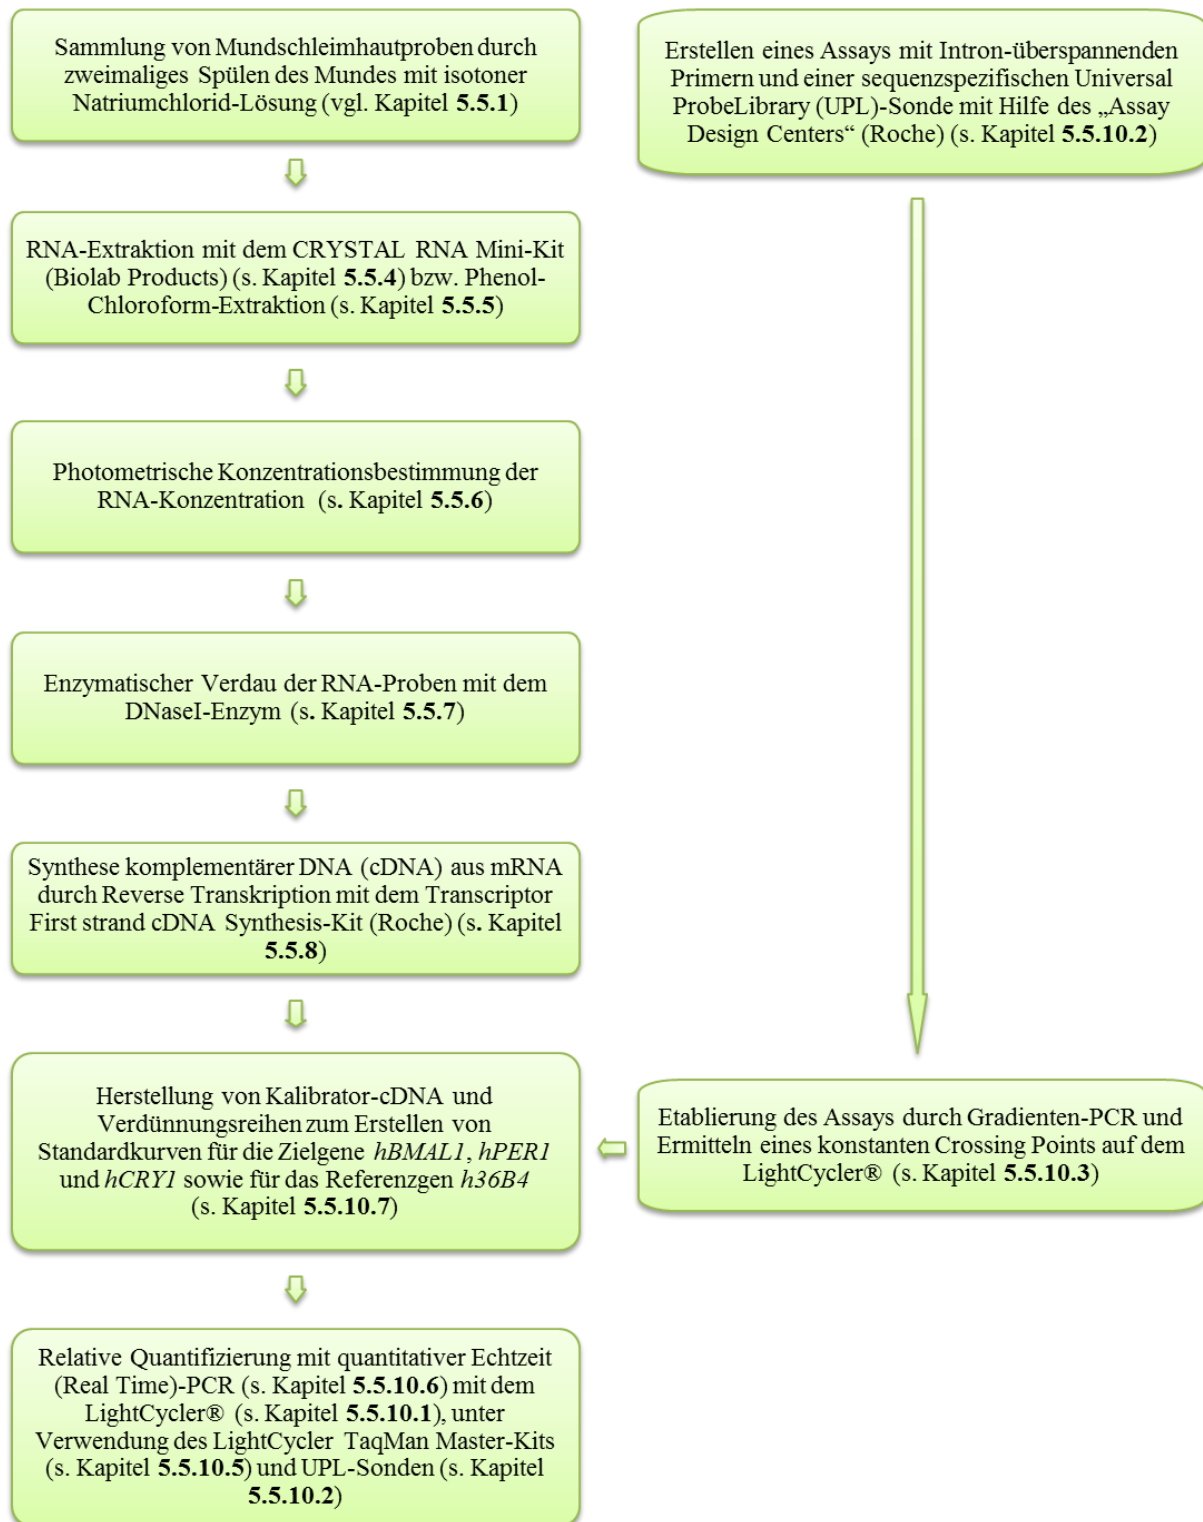 Sammlung von Mundschleimhautproben durch
zweimaliges Spülen des Mundes mit isotoner
Natriumchlorid-Lösung (vgl. Kapitel 5.5.1)
Erstellen eines Assays mit Intron-überspannenden
Primern und einer sequenzspezifischen Universal
ProbeLibrary (UPL)-Sonde mit Hilfe des „Assay
Design Centers“ (Roche) (s. Kapitel 5.5.10.2)
RNA-Extraktion mit dem CRYSTAL RNA Mini-Kit
(Biolab Products) (s. Kapitel 5.5.4) bzw. Phenol-
Chloroform-Extraktion (s. Kapitel 5.5.5)
Photometrische Konzentrationsbestimmung der
RNA-Konzentration (s. Kapitel 5.5.6)
Enzymatischer Verdau der RNA-Proben mit dem
DNaseI-Enzym (s. Kapitel 5.5.7)
Synthese komplementärer DNA (cDNA) aus mRNA
durch Reverse Transkription mit dem Transcriptor
First strand cDNA Synthesis-Kit (Roche) (s. Kapitel
5.5.8)
Herstellung von Kalibrator-cDNA und
Verdünnungsreihen zum Erstellen von
Standardkurven für die Zielgene hBMAL1, hPER1
und hCRY1 sowie für das Referenzgen h36B4
(s. Kapitel 5.5.10.7)
Etablierung des Assays durch Gradienten-PCR und
Ermitteln eines konstanten Crossing Points auf dem
LightCycler® (s. Kapitel 5.5.10.3)
Relative Quantifizierung mit quantitativer Echtzeit
(Real Time)-PCR (s. Kapitel 5.5.10.6) mit dem
LightCycler® (s. Kapitel 5.5.10.1), unter
Verwendung des LightCycler TaqMan Master-Kits
(s. Kapitel 5.5.10.5) und UPL-Sonden (s. Kapitel
5.5.10.2)